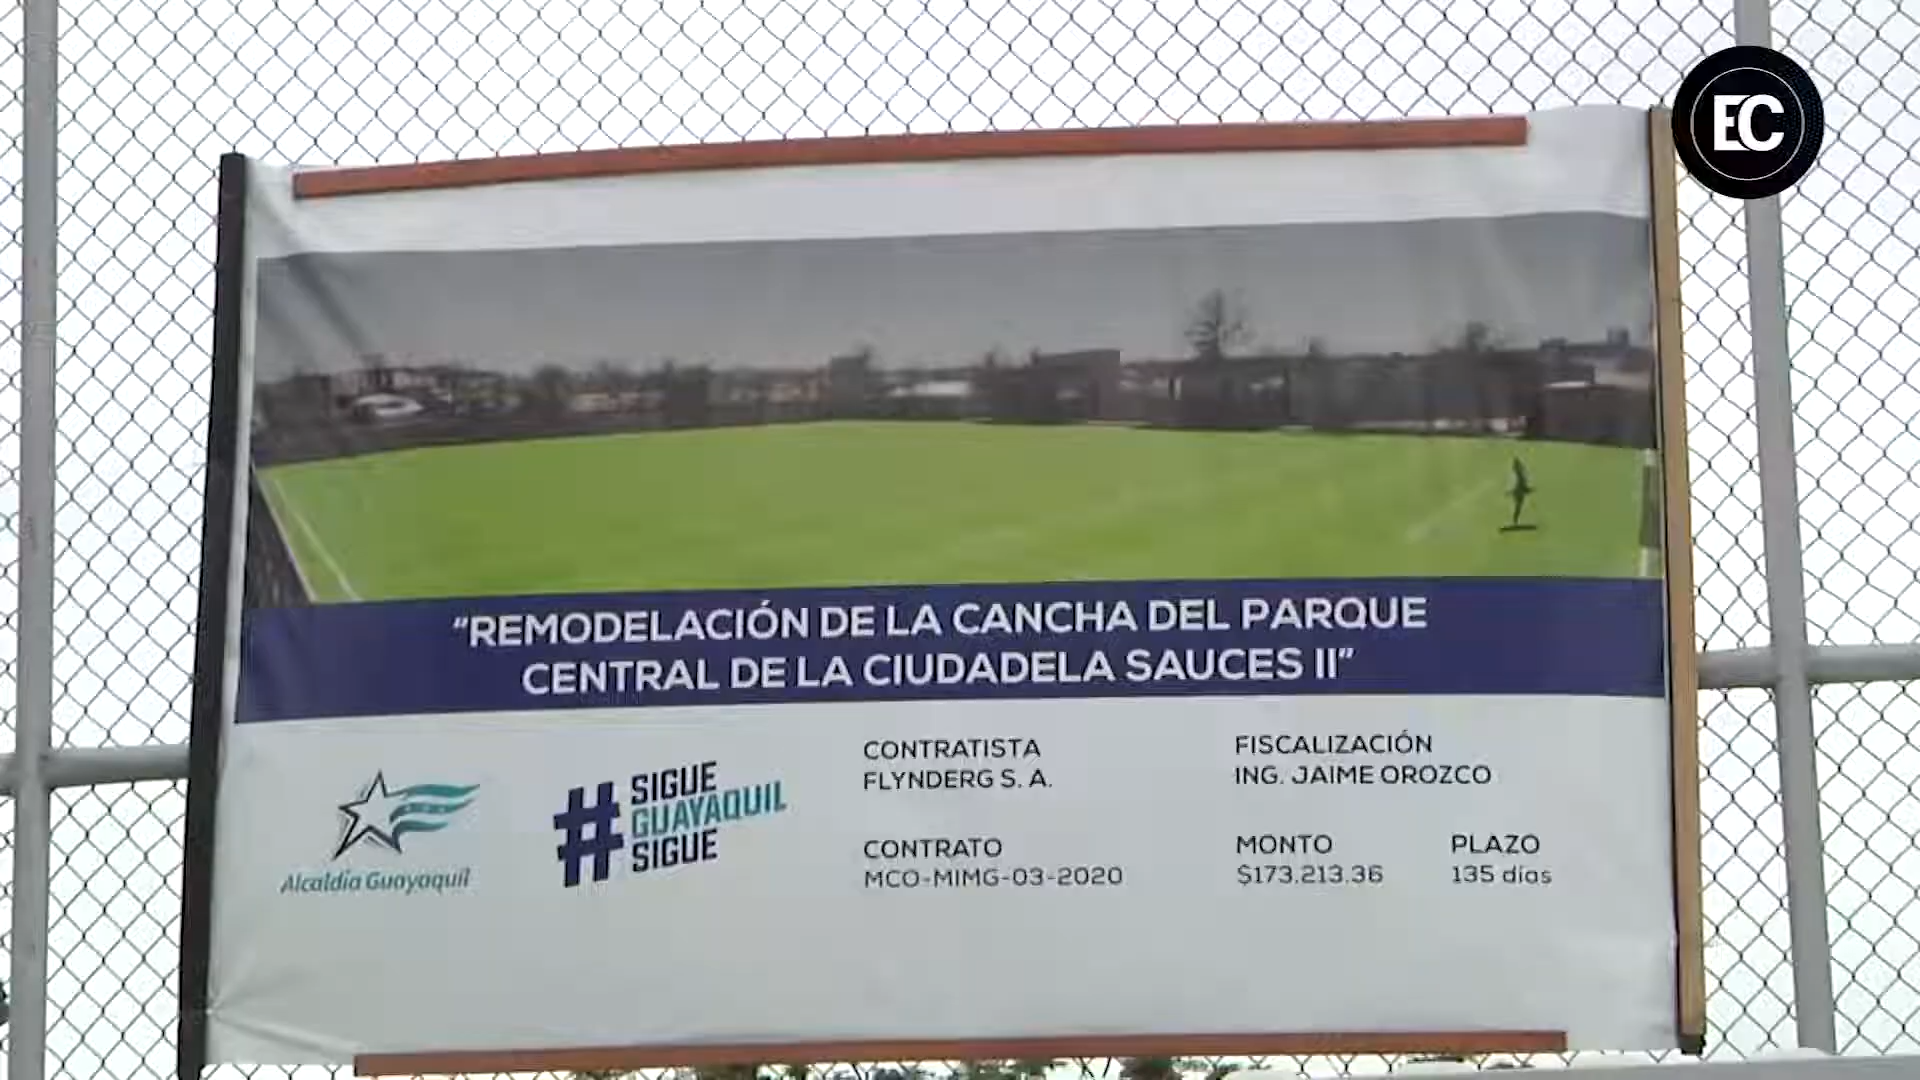 EC
"REMODELACIÓN DE LA CANCHA DEL PARQUE
CENTRAL DE LA CIUDADELA SAUCES II"
Alcaldía Guayaquil
#SIGUE
GUAYAQUIL
SIGUE
CONTRATISTA
FLYNDERG S. A.
CONTRATO
MCO-MIMG-03-2020
FISCALIZACIÓN
ING. JAIME OROZCO
MONTO
$173.213.36
PLAZO
135 días